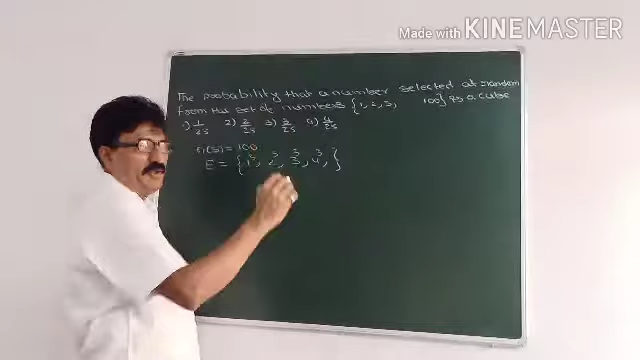 Made with KINEMASTER
The probability that a number selected at random
from the set of numbers {1, 2, 3, 100} is a cube
1) 1/25 2) 2/25 3) 3/25 4) 4/25
n(S) = 100
E = {1³, 2³, 3³, 4³, }